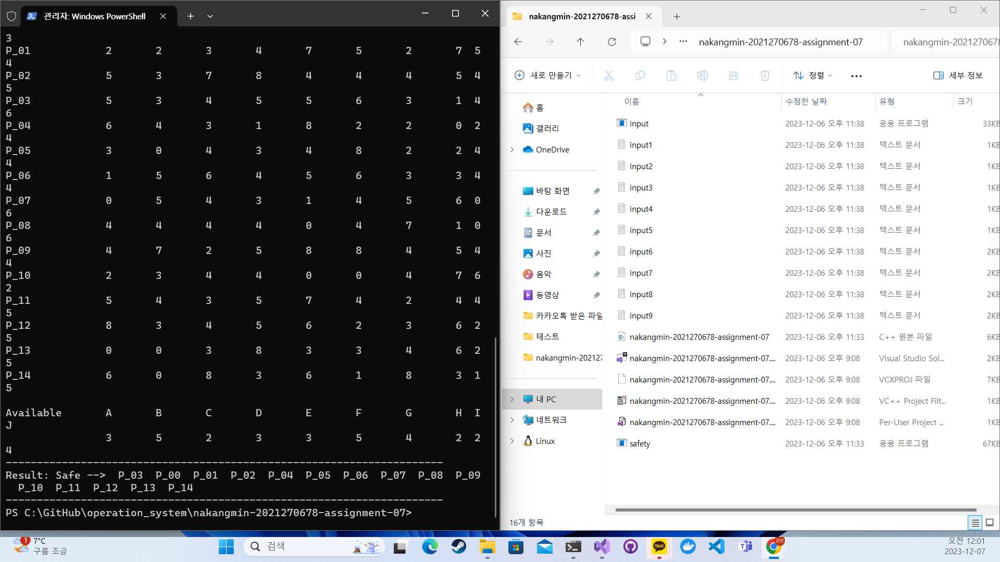 관리자: Windows PowerShell
3
P_01 2 2 3 4 7 5 2 7 5
4
P_02 5 3 7 8 4 4 4 5 4
5
P_03 5 3 4 5 5 6 3 1 4
6
P_04 6 4 3 1 8 2 2 0 2
4
P_05 3 0 4 3 4 8 2 2 4
4
P_06 1 5 6 4 5 6 3 3 4
4
P_07 0 5 4 3 1 4 5 6 0
6
P_08 4 4 4 4 0 4 7 1 0
6
P_09 4 7 2 5 8 8 4 5 4
4
P_10 2 3 4 4 0 0 4 7 6
2
P_11 5 4 3 5 7 4 2 4 4
5
P_12 8 3 4 5 6 2 3 6 2
5
P_13 0 0 3 8 3 3 4 6 2
5
P_14 6 0 8 3 6 1 8 3 1
5
Available A B C D E F G H I
J
3 5 2 3 3 5 4 2 2
4
----------------------------------------------------------------------
Result: Safe --> P_03 P_00 P_01 P_02 P_04 P_05 P_06 P_07 P_08 P_09
P_10 P_11 P_12 P_13 P_14
----------------------------------------------------------------------
PS C:\GitHub\operation_system\nakangmin-2021270678-assignment-07>
nakangmin-2021270678-assi
nakangmin-2021270678-assignment-07
nakangmin-202127067
새로 만들기
정렬
세부 정보
홈
갤러리
OneDrive
바탕 화면
다운로드
문서
사진
음악
동영상
카카오톡 받은 파일
테스트
nakangmin-20212
내 PC
네트워크
Linux
이름 수정한 날짜 유형 크기
input 2023-12-06 오후 11:38 응용 프로그램 33KB
input1 2023-12-06 오후 11:38 텍스트 문서 1KB
input2 2023-12-06 오후 11:38 텍스트 문서 1KB
input3 2023-12-06 오후 11:38 텍스트 문서 1KB
input4 2023-12-06 오후 11:38 텍스트 문서 1KB
input5 2023-12-06 오후 11:38 텍스트 문서 1KB
input6 2023-12-06 오후 11:38 텍스트 문서 2KB
input7 2023-12-06 오후 11:38 텍스트 문서 2KB
input8 2023-12-06 오후 11:38 텍스트 문서 2KB
input9 2023-12-06 오후 11:38 텍스트 문서 2KB
nakangmin-2021270678-assignment-07 2023-12-06 오후 11:33 C++ 원본 파일 6KB
nakangmin-2021270678-assignment-07.... 2023-12-06 오후 9:08 Visual Studio Sol... 2KB
nakangmin-2021270678-assignment-07.... 2023-12-06 오후 9:08 VCXPROJ 파일 7KB
nakangmin-2021270678-assignment-07.... 2023-12-06 오후 9:08 VC++ Project Filt... 1KB
nakangmin-2021270678-assignment-07.... 2023-12-06 오후 9:08 Per-User Project ... 1KB
safety 2023-12-06 오후 11:33 응용 프로그램 67KB
16개 항목
1
7°C
구름 조금
검색
TALK
강민
오전 12:01
2023-12-07